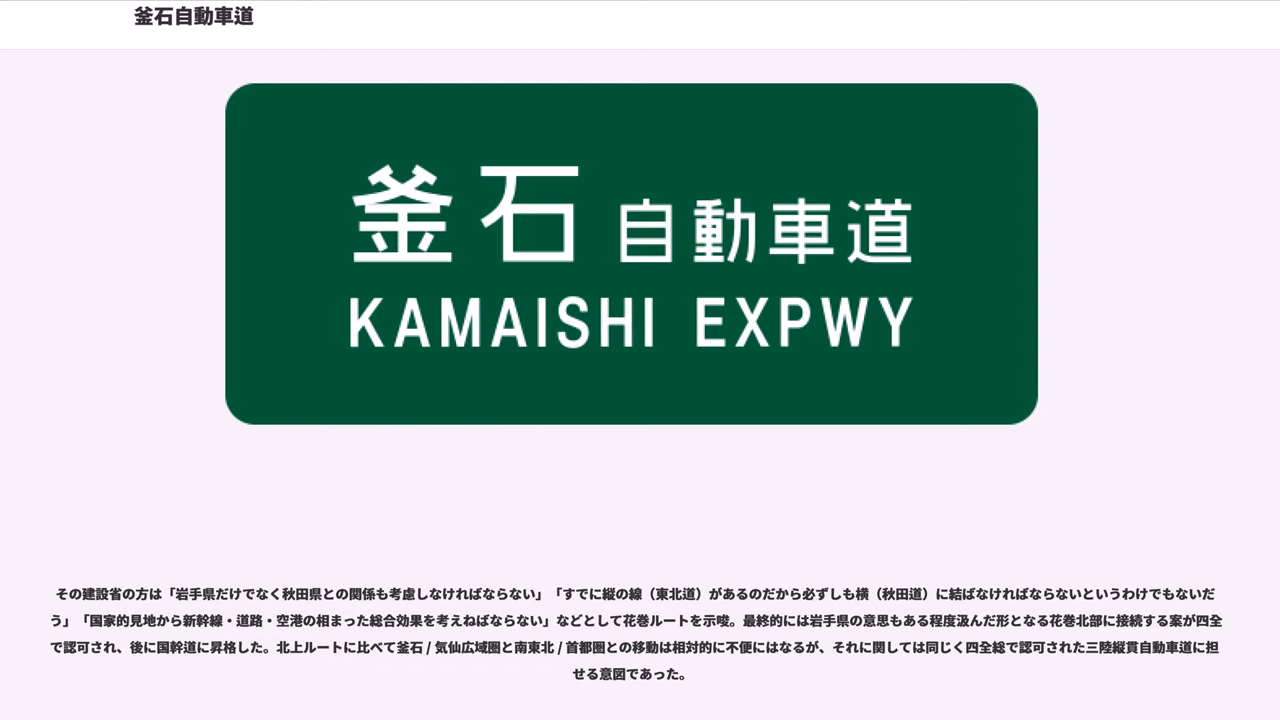 釜石自動車道
釜石自動車道
KAMAISHI EXPWY
その建設省の方は「岩手県だけでなく秋田県との関係も考慮しなければならない」「すでに縦の線（東北道）があるのだから必ずしも横（秋田道）に結ばなければならないというわけでもないだ
ろう」「国家的見地から新幹線・道路・空港の相まった総合効果を考えねばならない」などとして花巻ルートを示唆。最終的には岩手県の意思もある程度汲んだ形となる花巻北部に接続する案が四全
で認可され、後に国幹道に昇格した。北上ルートに比べて釜石 / 気仙広域圏と南東北 / 首都圏との移動は相対的に不便にはなるが、それに関しては同じく四全総で認可された三陸縦貫自動車道に担
せる意図であった。